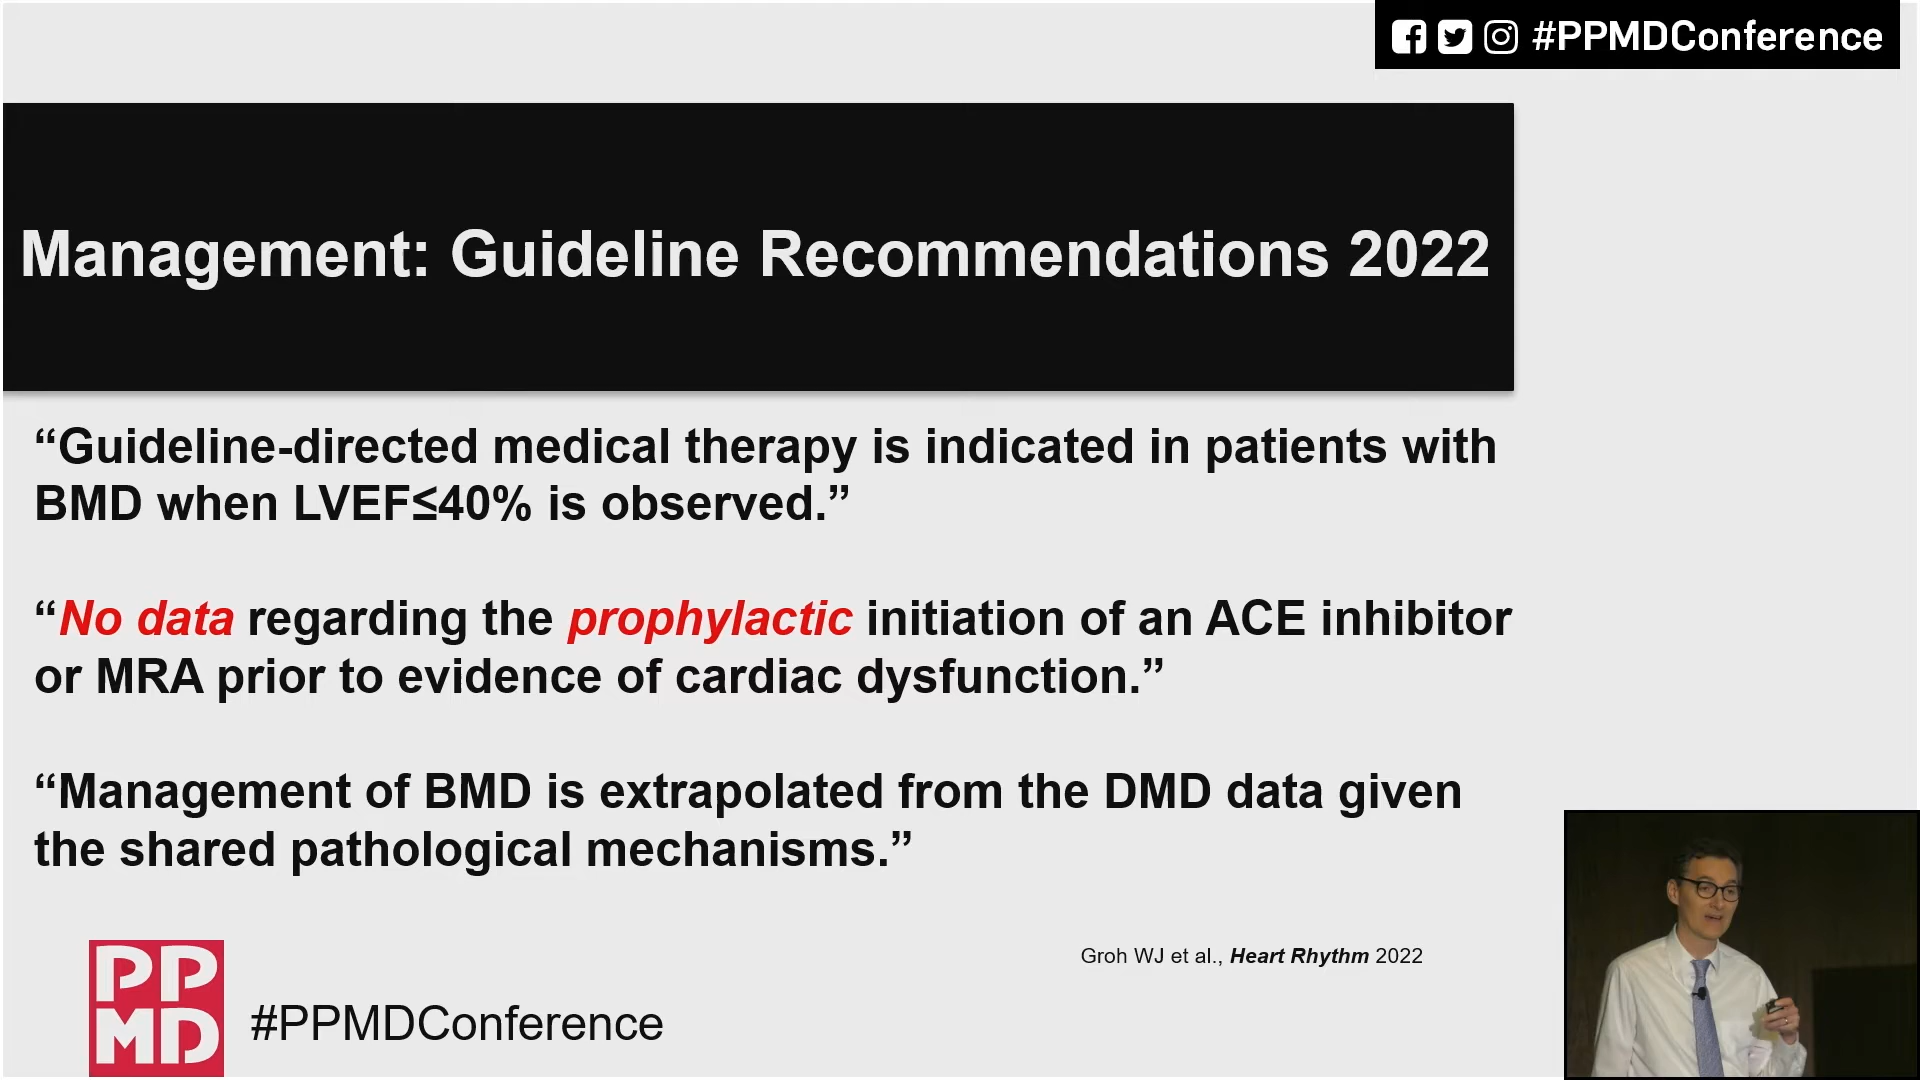 #PPMDConference
Management: Guideline Recommendations 2022
“Guideline-directed medical therapy is indicated in patients with
BMD when LVEF≤40% is observed.”
“No data regarding the prophylactic initiation of an ACE inhibitor
or MRA prior to evidence of cardiac dysfunction.”
“Management of BMD is extrapolated from the DMD data given
the shared pathological mechanisms.”
Groh WJ et al., Heart Rhythm 2022
PP
MD
#PPMDConference